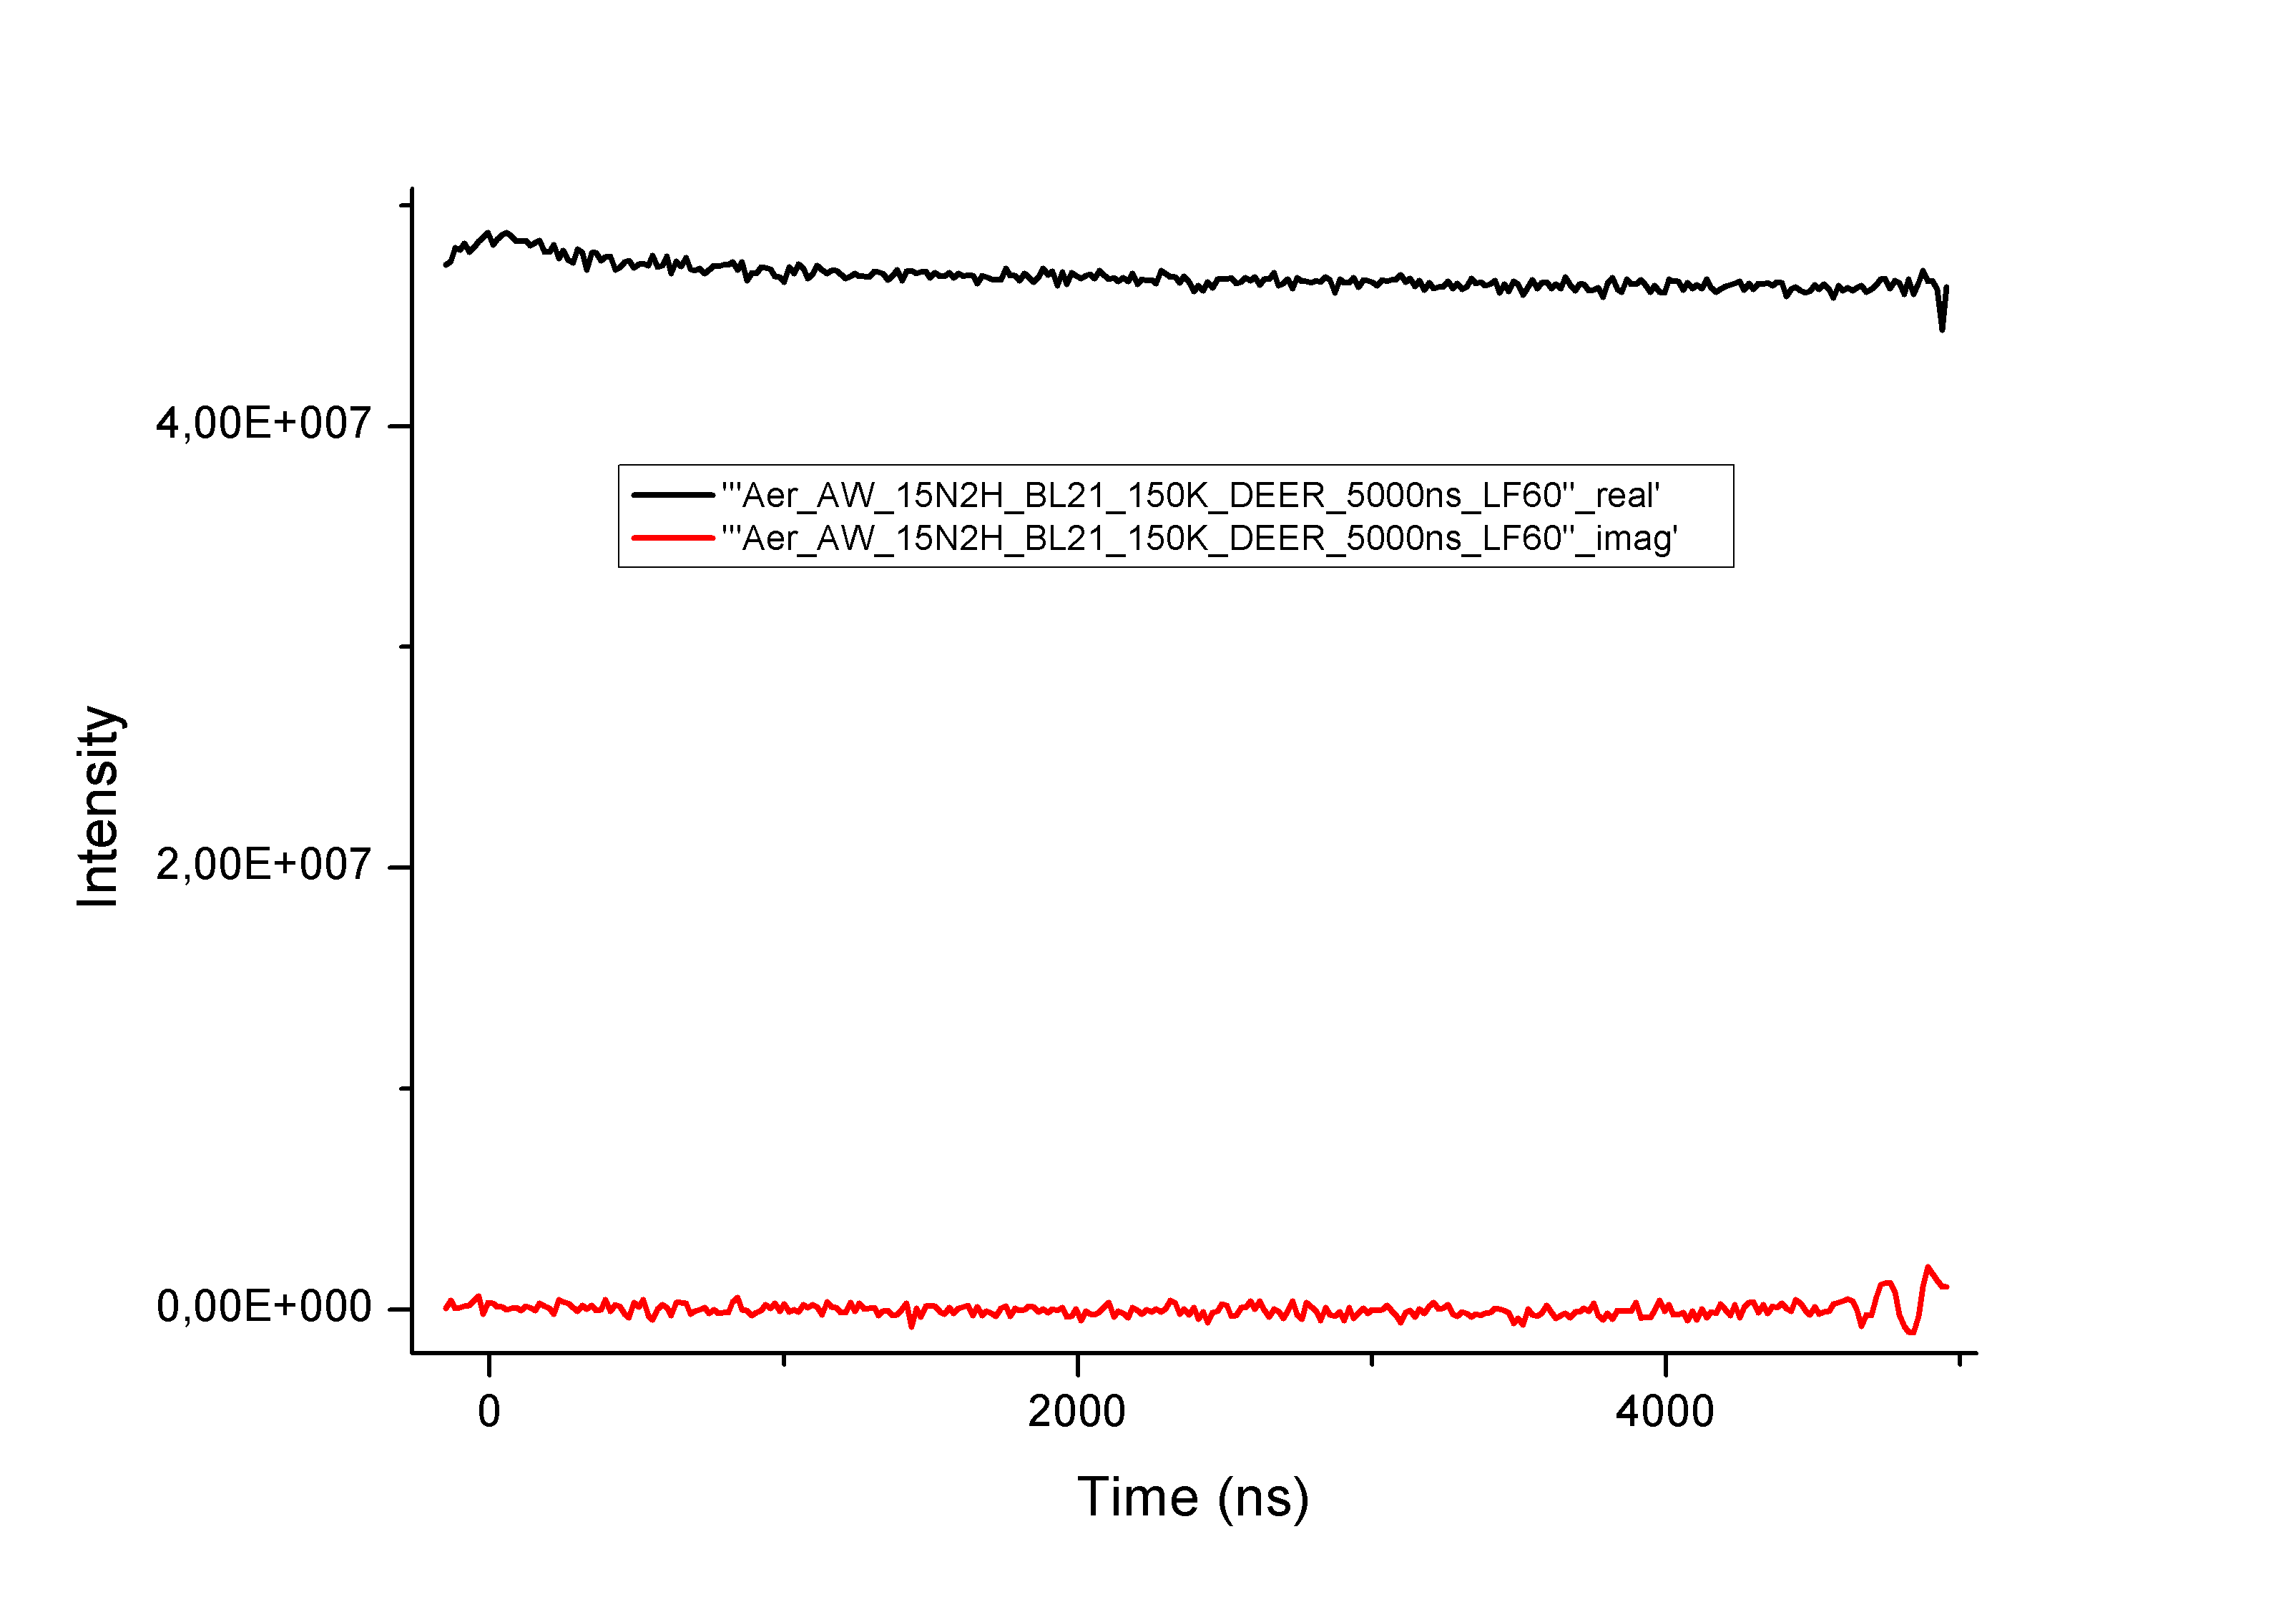 4,00E+007
'''Aer_AW_15N2H_BL21_150K_DEER_5000ns_LF60''_real'
'''Aer_AW_15N2H_BL21_150K_DEER_5000ns_LF60''_imag'
Intensity
2,00E+007
0,00E+000
0 2000 4000
Time (ns)